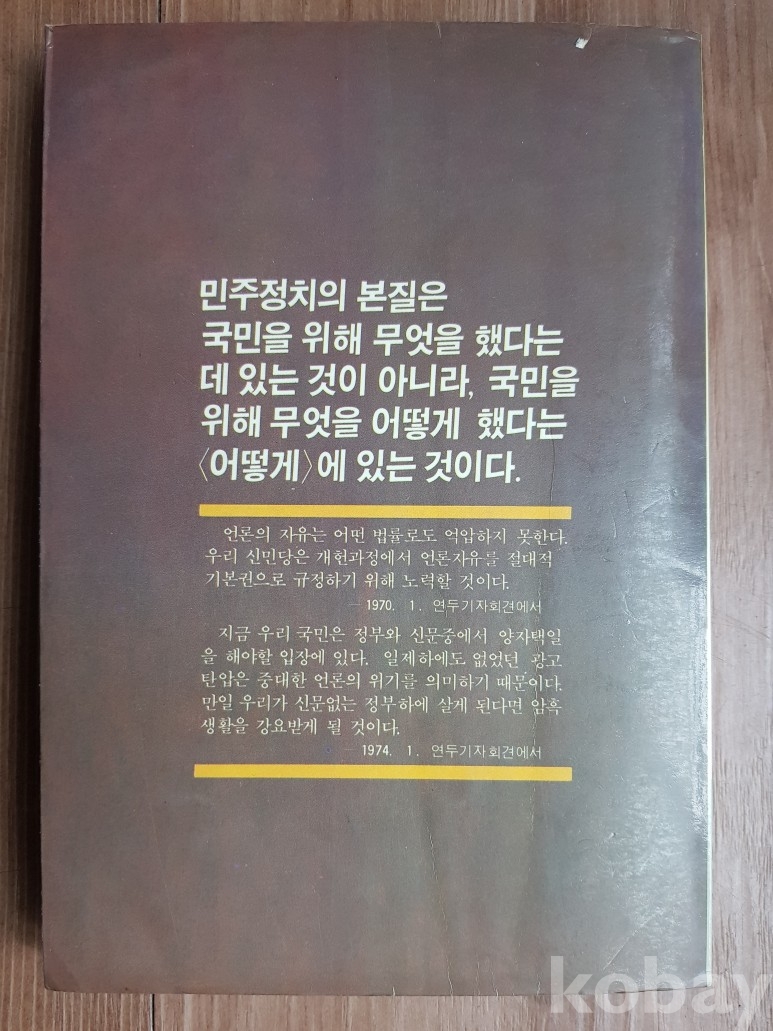 민주정치의 본질은
국민을 위해 무엇을 했다는
데 있는 것이 아니라, 국민을
위해 무엇을 어떻게 했다는
〈어떻게〉에 있는 것이다.
언론의 자유는 어떤 법률로도 억압하지 못한다.
우리 신민당은 개헌과정에서 언론자유를 절대적
기본권으로 규정하기 위해 노력할 것이다.
— 1970. 1. 연두기자회견에서
지금 우리 국민은 정부와 신문중에서 양자택일
을 해야할 입장에 있다. 일제하에도 없었던 광고
탄압은 중대한 언론의 위기를 의미하기 때문이다.
만일 우리가 신문없는 정부하에 살게 된다면 암흑
생활을 강요받게 될 것이다.
— 1974. 1. 연두기자회견에서
kobay